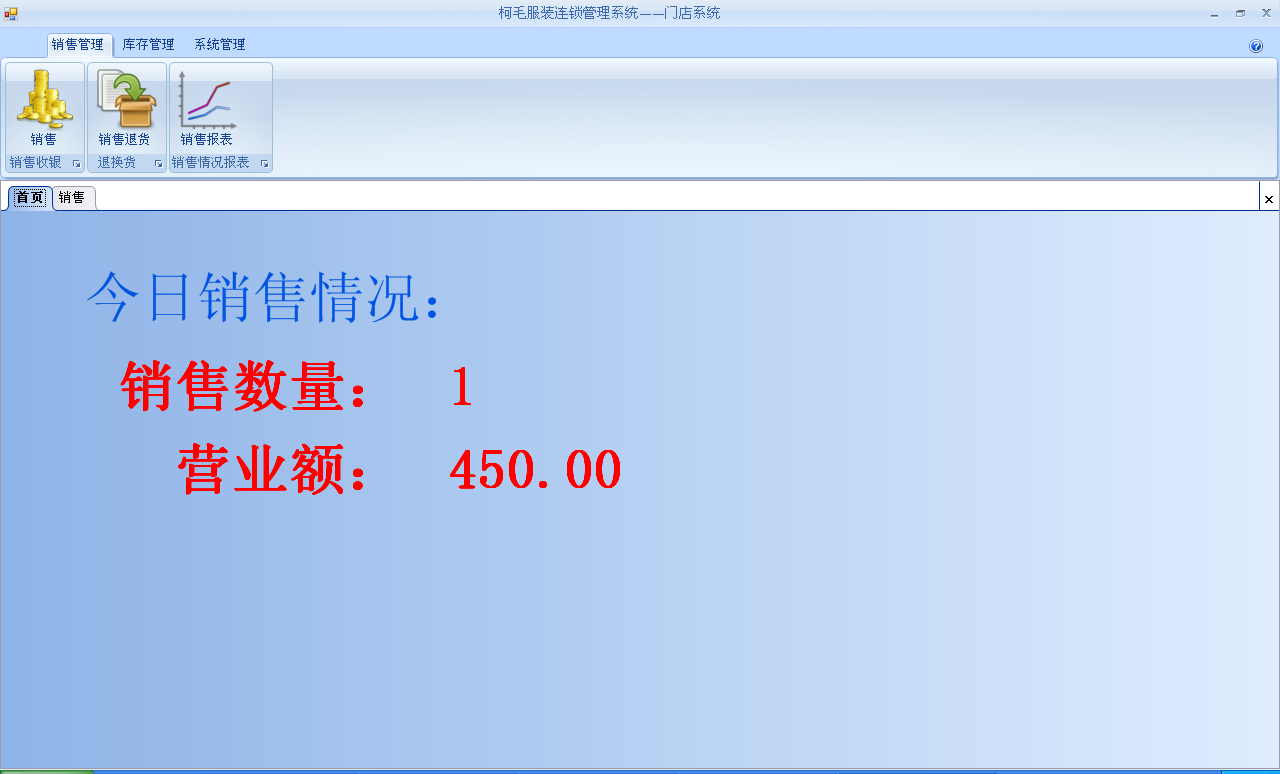 柯毛服装连锁管理系统——门店系统
销售管理 库存管理 系统管理
销售 销售退货 销售报表
销售收银 退换货 销售情况报表
首页 销售
今日销售情况：
销售数量： 1
营业额： 450.00